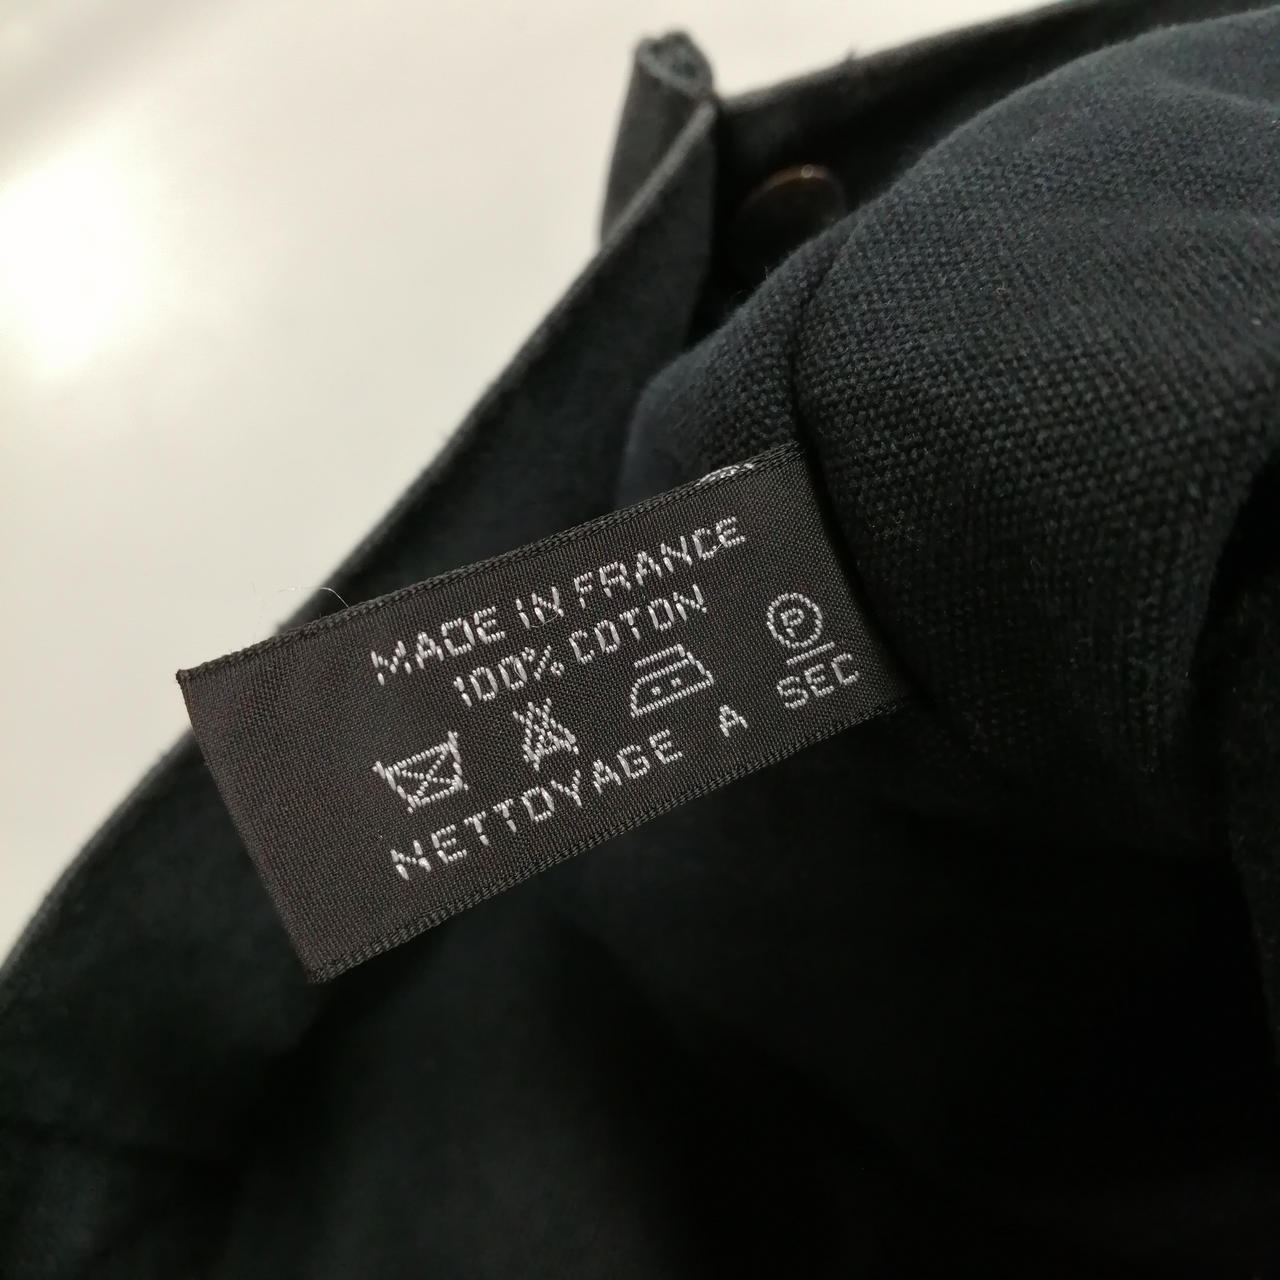 MADE IN FRANCE
100% COTON
P
NETTOYAGE A SEC